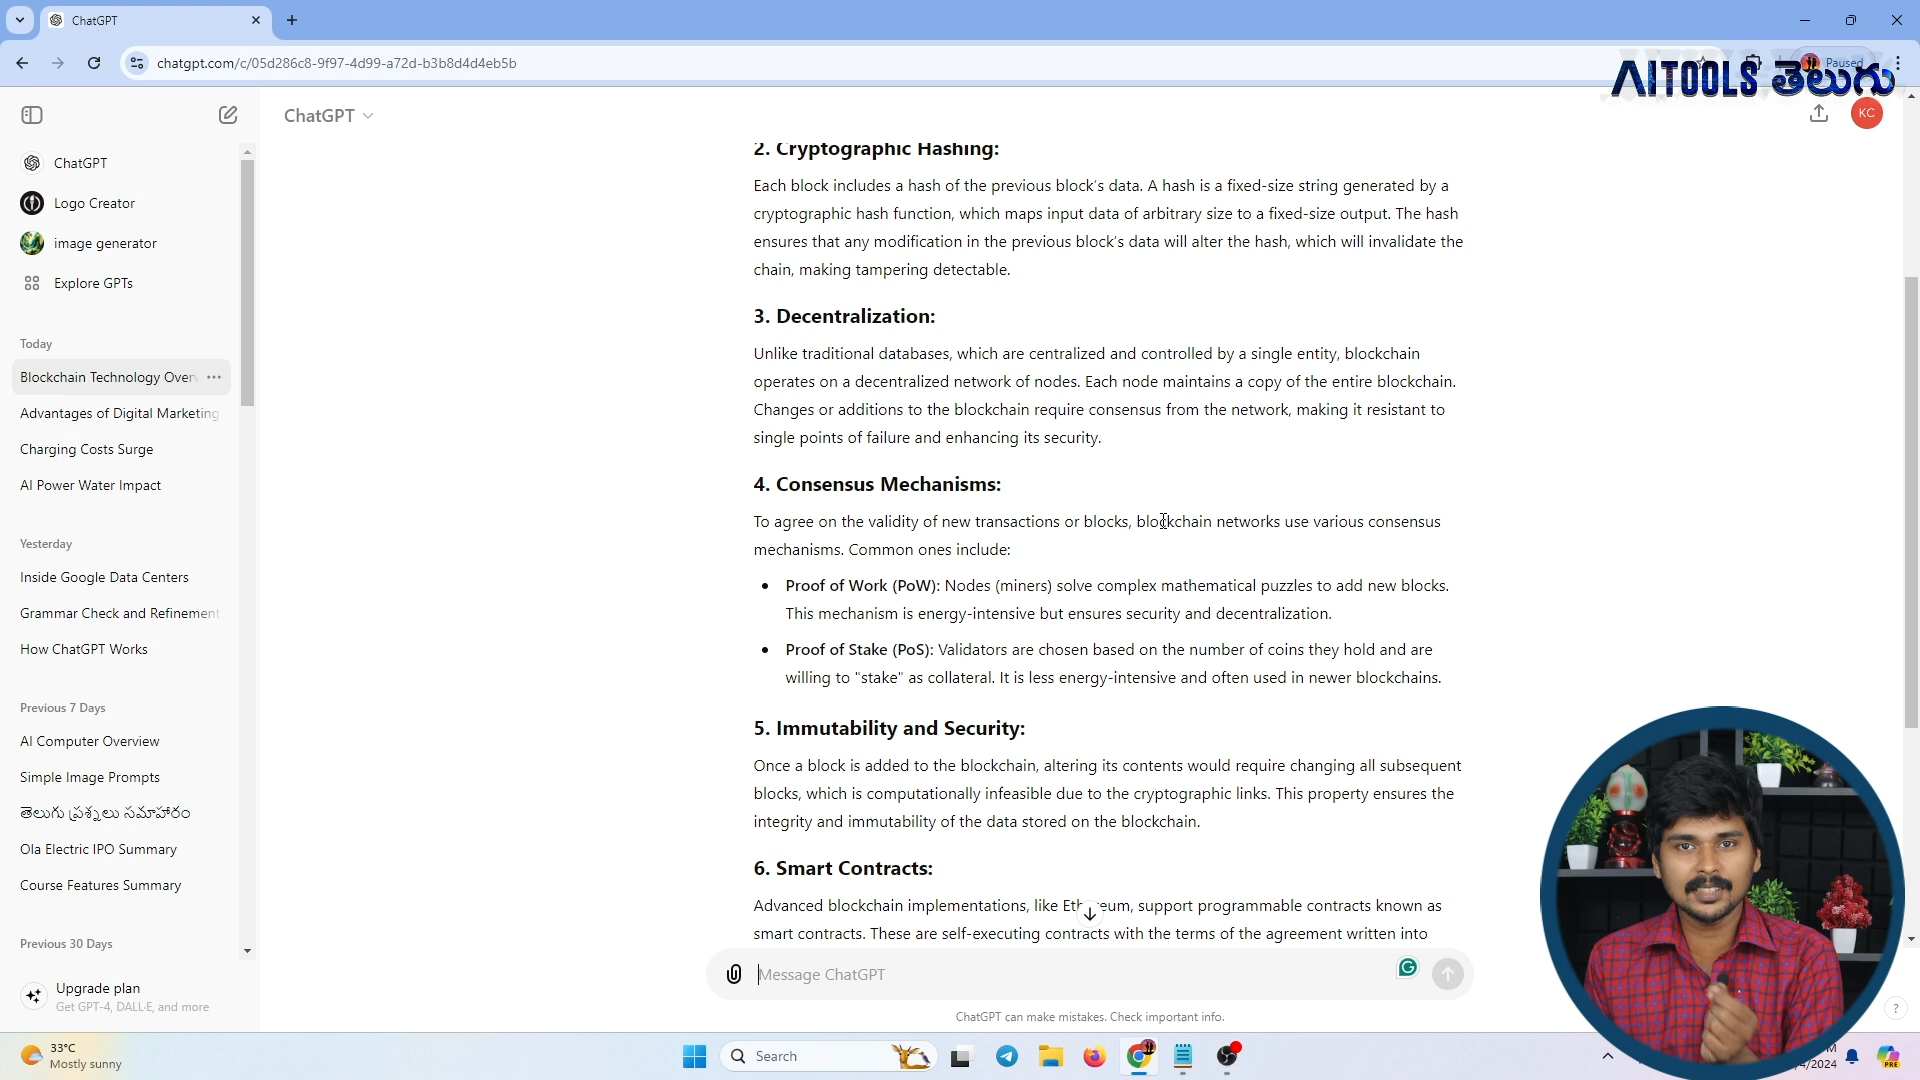 ChatGPT
chatgpt.com/c/05d286c8-9f97-4d99-a72d-b3b8d4d4eb5b
Paused
AITOOLS తెలుగు
ChatGPT
KC
ChatGPT
Logo Creator
image generator
Explore GPTs
Today
Blockchain Technology Over
Advantages of Digital Marketing
Charging Costs Surge
AI Power Water Impact
Yesterday
Inside Google Data Centers
Grammar Check and Refinement
How ChatGPT Works
Previous 7 Days
AI Computer Overview
Simple Image Prompts
తెలుగు ప్రశ్నలు సమాహారం
Ola Electric IPO Summary
Course Features Summary
Previous 30 Days
Upgrade plan
Get GPT-4, DALL·E, and more
2. Cryptographic Hashing:
Each block includes a hash of the previous block's data. A hash is a fixed-size string generated by a
cryptographic hash function, which maps input data of arbitrary size to a fixed-size output. The hash
ensures that any modification in the previous block's data will alter the hash, which will invalidate the
chain, making tampering detectable.
3. Decentralization:
Unlike traditional databases, which are centralized and controlled by a single entity, blockchain
operates on a decentralized network of nodes. Each node maintains a copy of the entire blockchain.
Changes or additions to the blockchain require consensus from the network, making it resistant to
single points of failure and enhancing its security.
4. Consensus Mechanisms:
To agree on the validity of new transactions or blocks, blockchain networks use various consensus
mechanisms. Common ones include:
• Proof of Work (PoW): Nodes (miners) solve complex mathematical puzzles to add new blocks.
This mechanism is energy-intensive but ensures security and decentralization.
• Proof of Stake (PoS): Validators are chosen based on the number of coins they hold and are
willing to "stake" as collateral. It is less energy-intensive and often used in newer blockchains.
5. Immutability and Security:
Once a block is added to the blockchain, altering its contents would require changing all subsequent
blocks, which is computationally infeasible due to the cryptographic links. This property ensures the
integrity and immutability of the data stored on the blockchain.
6. Smart Contracts:
Advanced blockchain implementations, like Ethereum, support programmable contracts known as
smart contracts. These are self-executing contracts with the terms of the agreement written into
Message ChatGPT
ChatGPT can make mistakes. Check important info.
?
33°C
Mostly sunny
Search
M
/2024
PRE